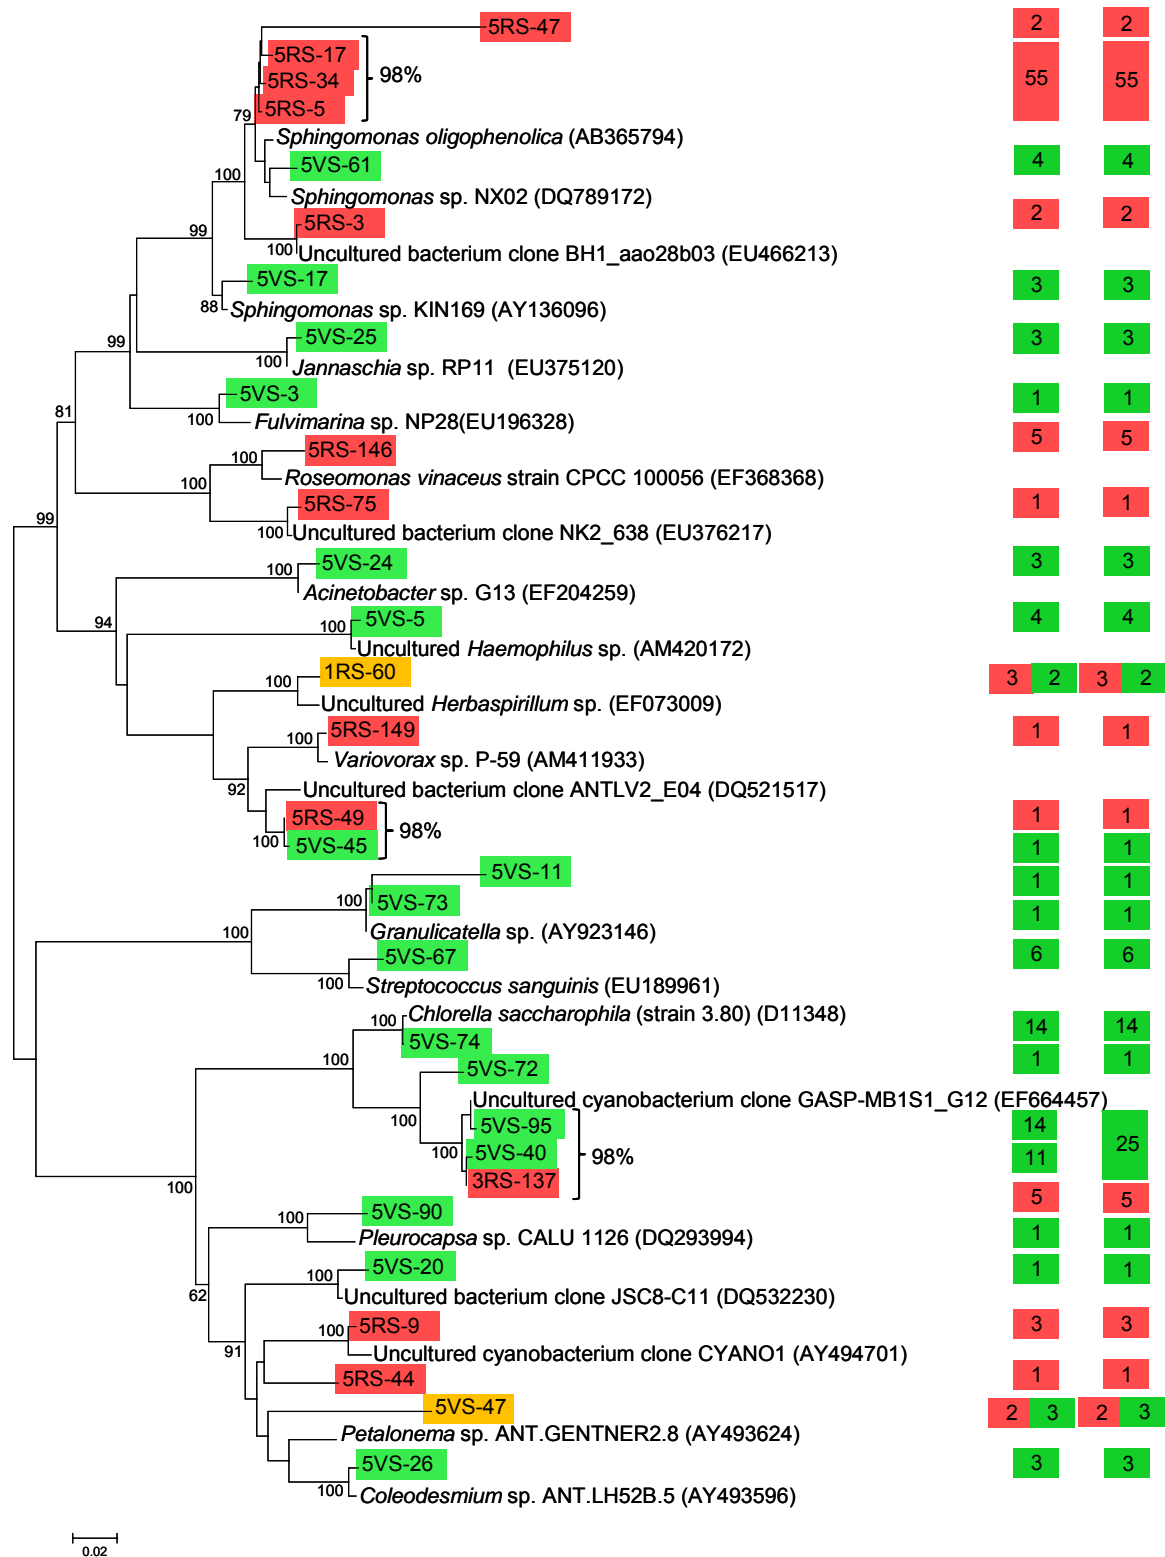 5RS-47 2 2
5RS-17
5RS-34 98% 55 55
5RS-5
79
Sphingomonas oligophenolica (AB365794)
5VS-61 4 4
100
Sphingomonas sp. NX02 (DQ789172)
5RS-3 2 2
99
100 Uncultured bacterium clone BH1_aao28b03 (EU466213)
5VS-17 3 3
88 Sphingomonas sp. KIN169 (AY136096)
5VS-25 3 3
99
100 Jannaschia sp. RP11 (EU375120)
5VS-3 1 1
81
100 Fulvimarina sp. NP28(EU196328)
5RS-146 5 5
100
Roseomonas vinaceus strain CPCC 100056 (EF368368)
100
5RS-75 1 1
99
100 Uncultured bacterium clone NK2_638 (EU376217)
5VS-24 3 3
100
Acinetobacter sp. G13 (EF204259)
5VS-5 4 4
94 100
Uncultured Haemophilus sp. (AM420172)
1RS-60 3 2 3 2
100
Uncultured Herbaspirillum sp. (EF073009)
5RS-149 1 1
100
Variovorax sp. P-59 (AM411933)
92 Uncultured bacterium clone ANTLV2_E04 (DQ521517)
5RS-49 1 1
98%
100 5VS-45 1 1
5VS-11 1 1
100 5VS-73 1 1
100 Granulicatella sp. (AY923146)
5VS-67 6 6
100 Streptococcus sanguinis (EU189961)
Chlorella saccharophila (strain 3.80) (D11348)
100 14 14
5VS-74
100 1 1
5VS-72
Uncultured cyanobacterium clone GASP-MB1S1_G12 (EF664457)
100 5VS-95 14
25
100 5VS-40 98% 11
3RS-137
100 5 5
5VS-90 1 1
100
Pleurocapsa sp. CALU 1126 (DQ293994)
5VS-20 1 1
100
62 Uncultured bacterium clone JSC8-C11 (DQ532230)
5RS-9 3 3
100
91 Uncultured cyanobacterium clone CYANO1 (AY494701)
5RS-44 1 1
5VS-47 2 3 2 3
Petalonema sp. ANT.GENTNER2.8 (AY493624)
5VS-26 3 3
100 Coleodesmium sp. ANT.LH52B.5 (AY493596)
0.02